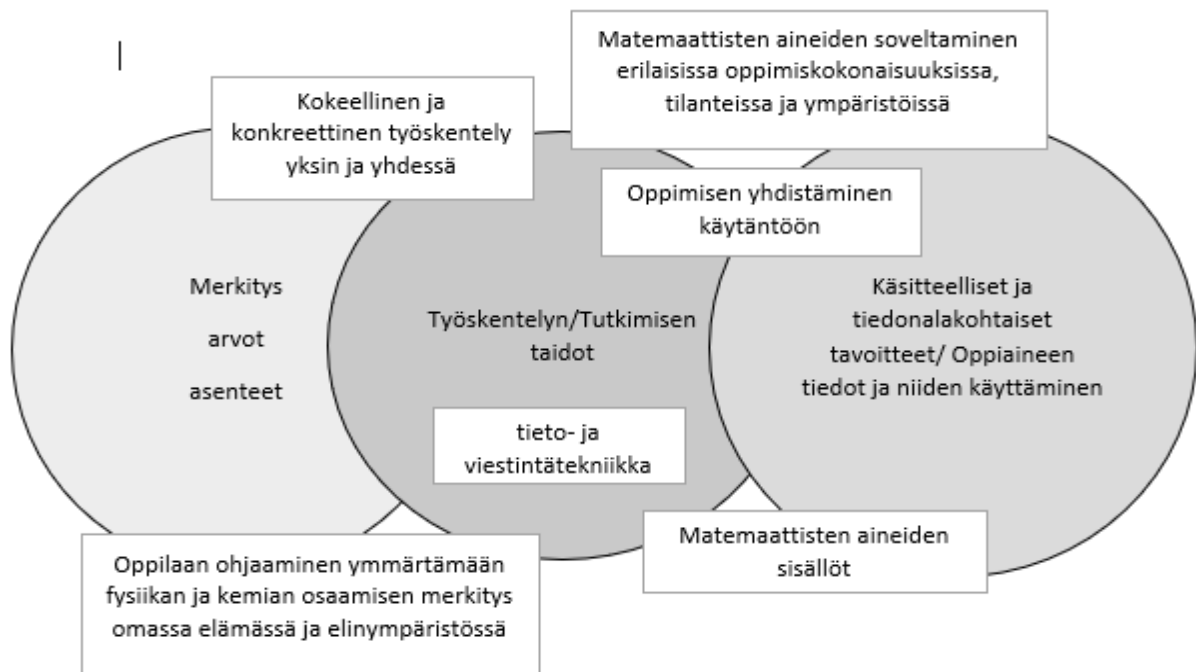 Matemaattisten aineiden soveltaminen
erilaisissa oppimiskokonaisuuksissa,
tilanteissa ja ympäristöissä
Kokeellinen ja
konkreettinen työskentely
yksin ja yhdessä
Oppimisen yhdistäminen
käytäntöön
Merkitys
arvot
asenteet
Työskentelyn/Tutkimisen
taidot
Käsitteelliset ja
tiedonalakohtaiset
tavoitteet/ Oppiaineen
tiedot ja niiden käyttäminen
tieto- ja
viestintätekniikka
Matemaattisten aineiden
sisällöt
Oppilaan ohjaaminen ymmärtämään
fysiikan ja kemian osaamisen merkitys
omassa elämässä ja elinympäristössä